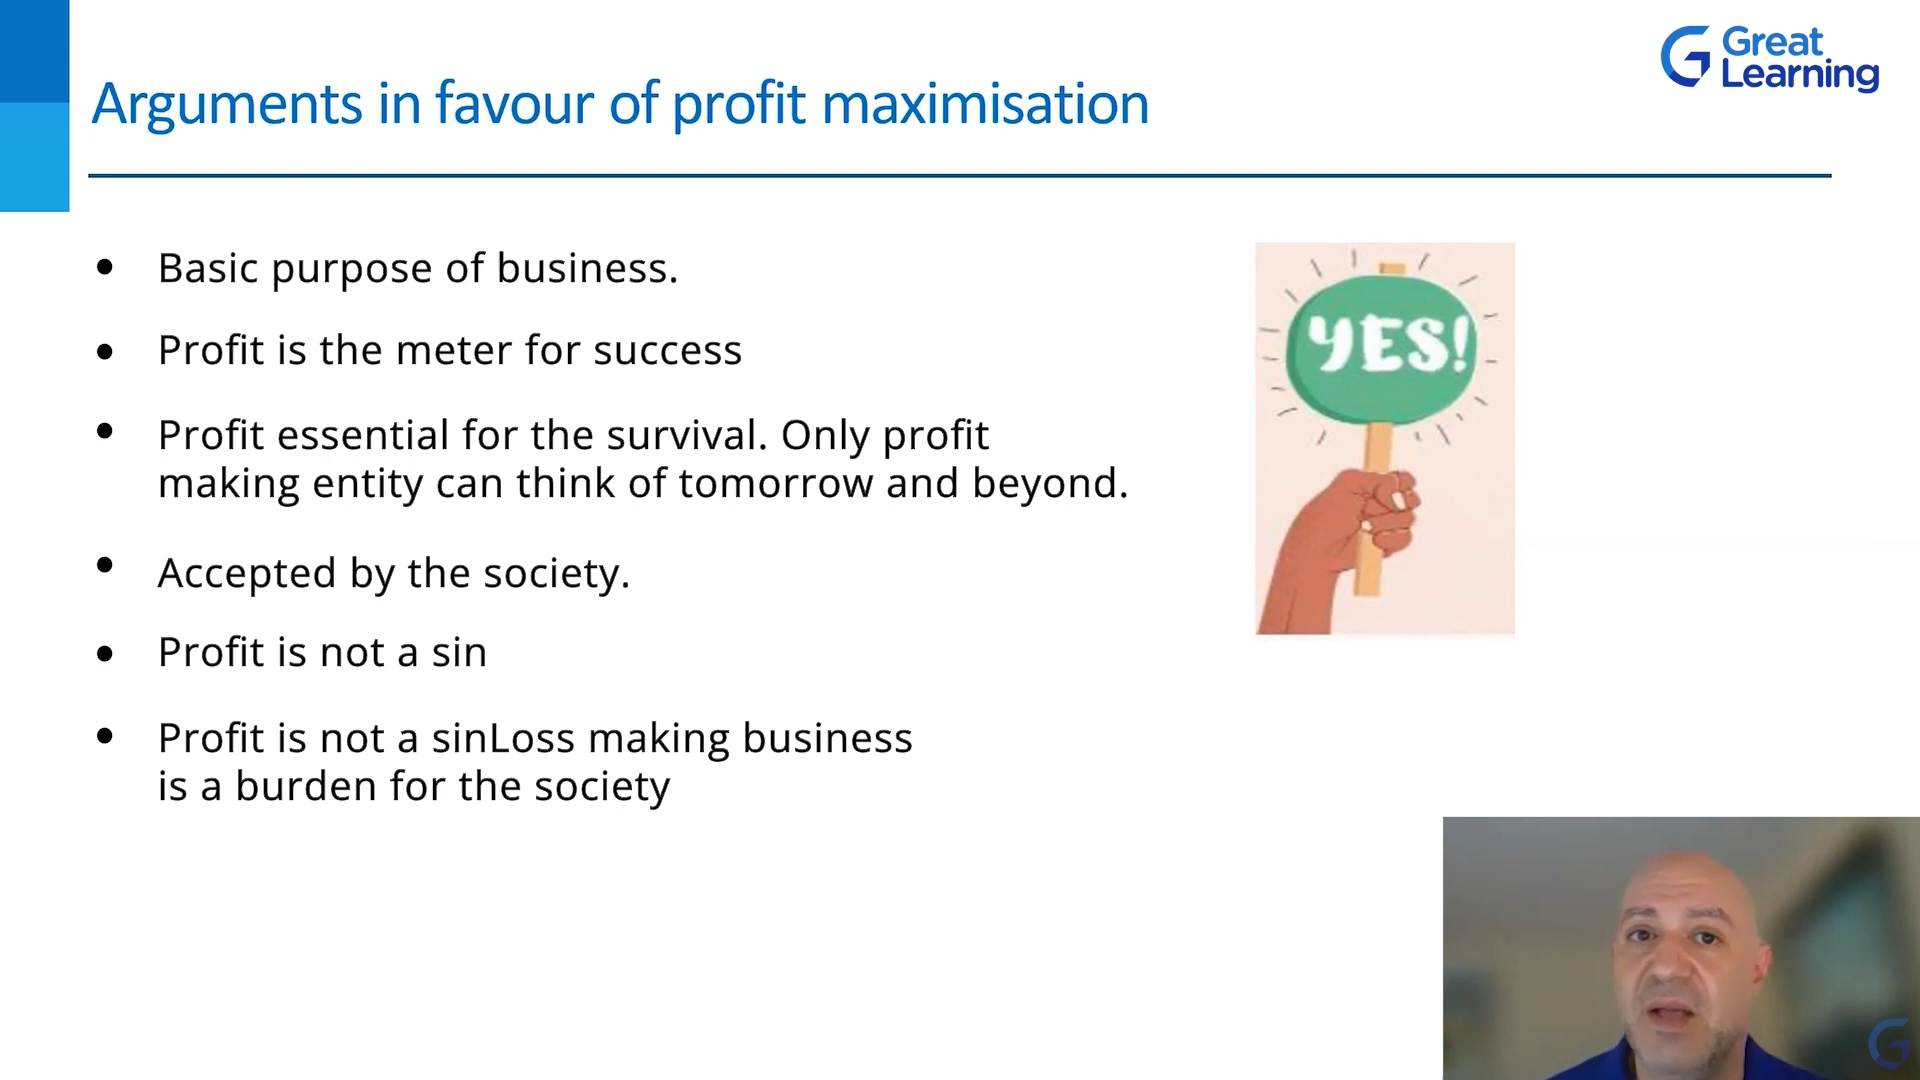 Great
Learning
Arguments in favour of profit maximisation
Basic purpose of business.
Profit is the meter for success
Profit essential for the survival. Only profit
making entity can think of tomorrow and beyond.
Accepted by the society.
Profit is not a sin
Profit is not a sinLoss making business
is a burden for the society
YES!